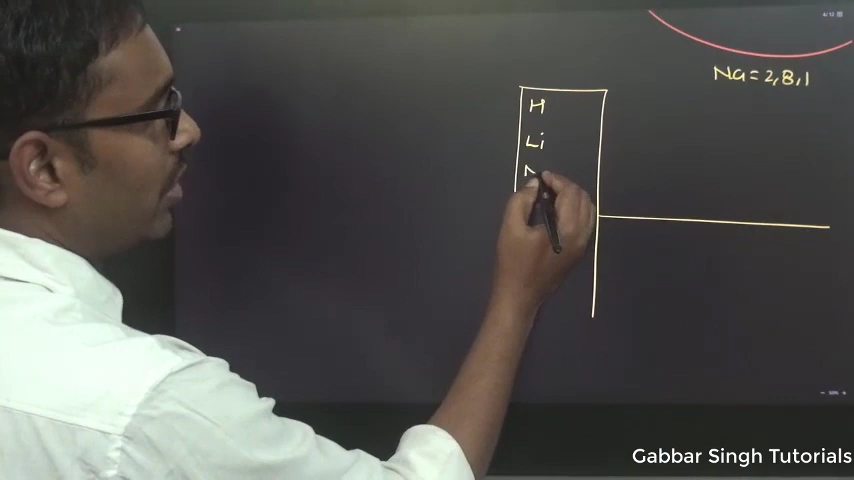 Na = 2, 8, 1
H
Li
N
Gabbar Singh Tutorials